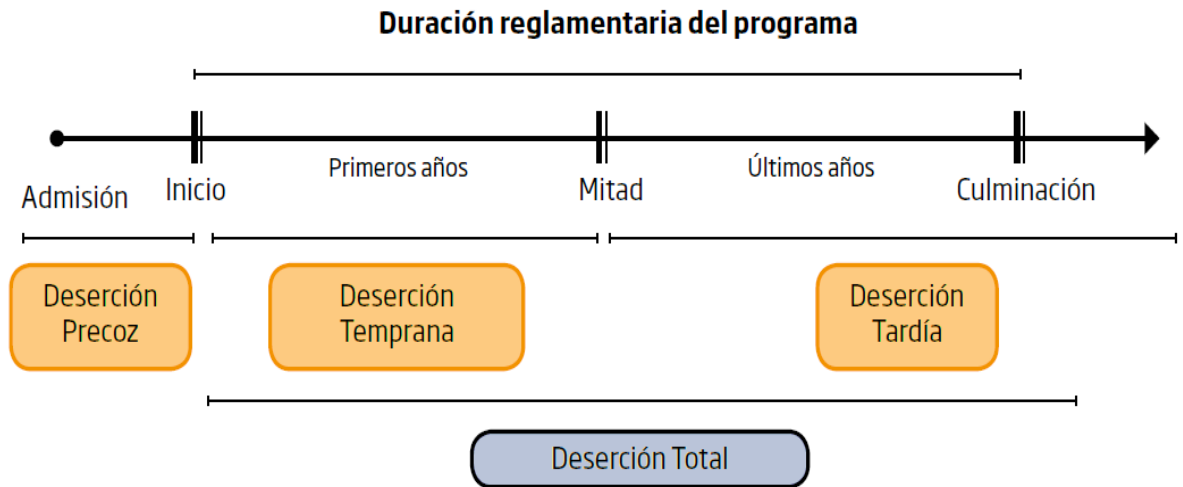 Duración reglamentaria del programa
Primeros años
Últimos años
Admisión
Inicio
Mitad
Culminación
Deserción
Precoz
Deserción
Temprana
Deserción
Tardía
Deserción Total